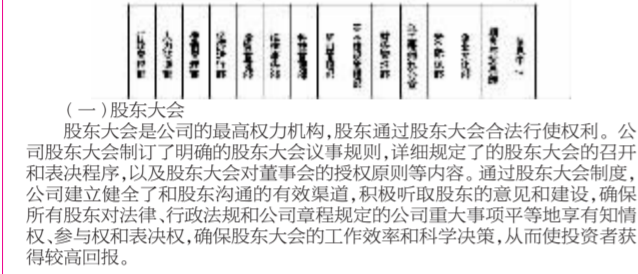 (一)股东大会
股东大会是公司的最高权力机构,股东通过股东大会合法行使权利。公
司股东大会制订了明确的股东大会议事规则,详细规定了的股东大会的召开
和表决程序,以及股东大会对董事会的授权原则等内容。通过股东大会制度,
公司建立健全了和股东沟通的有效渠道,积极听取股东的意见和建设,确保
所有股东对法律、行政法规和公司章程规定的公司重大事项平等地享有知情
权、参与权和表决权,确保股东大会的工作效率和科学决策,从而使投资者获
得较高回报。